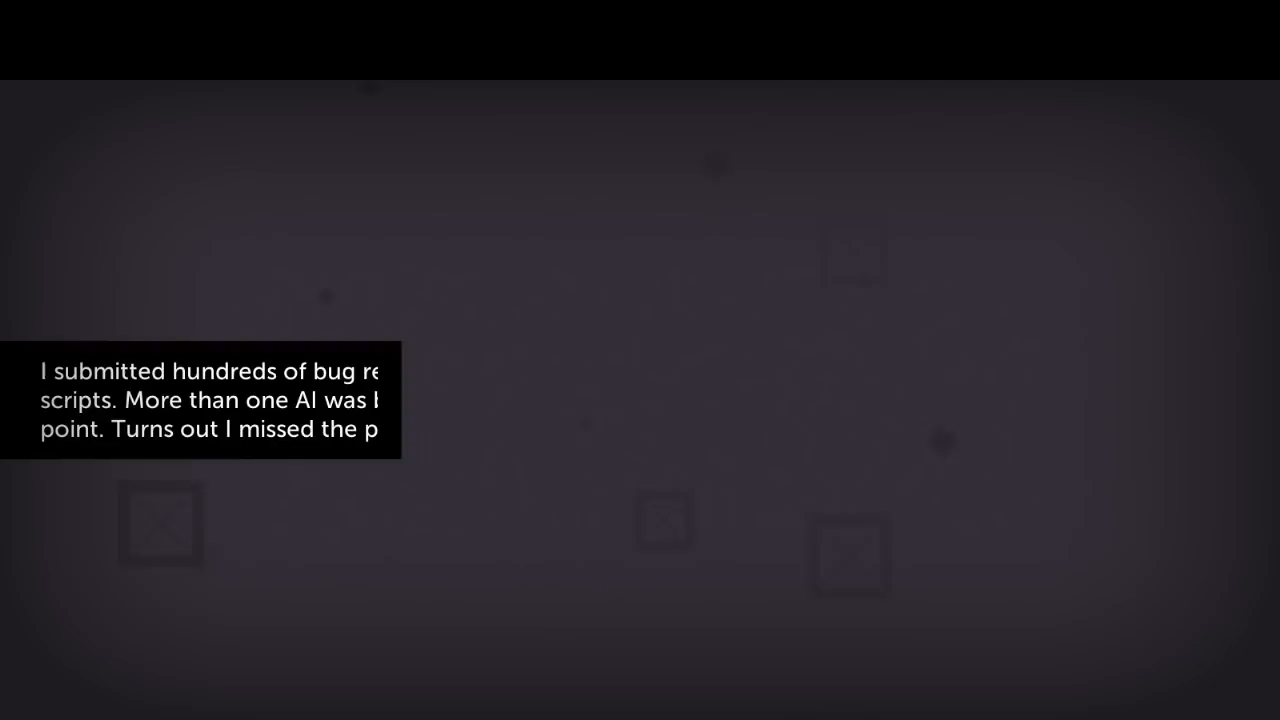 I submitted hundreds of bug
scripts. More than one AI was
point. Turns out I missed the